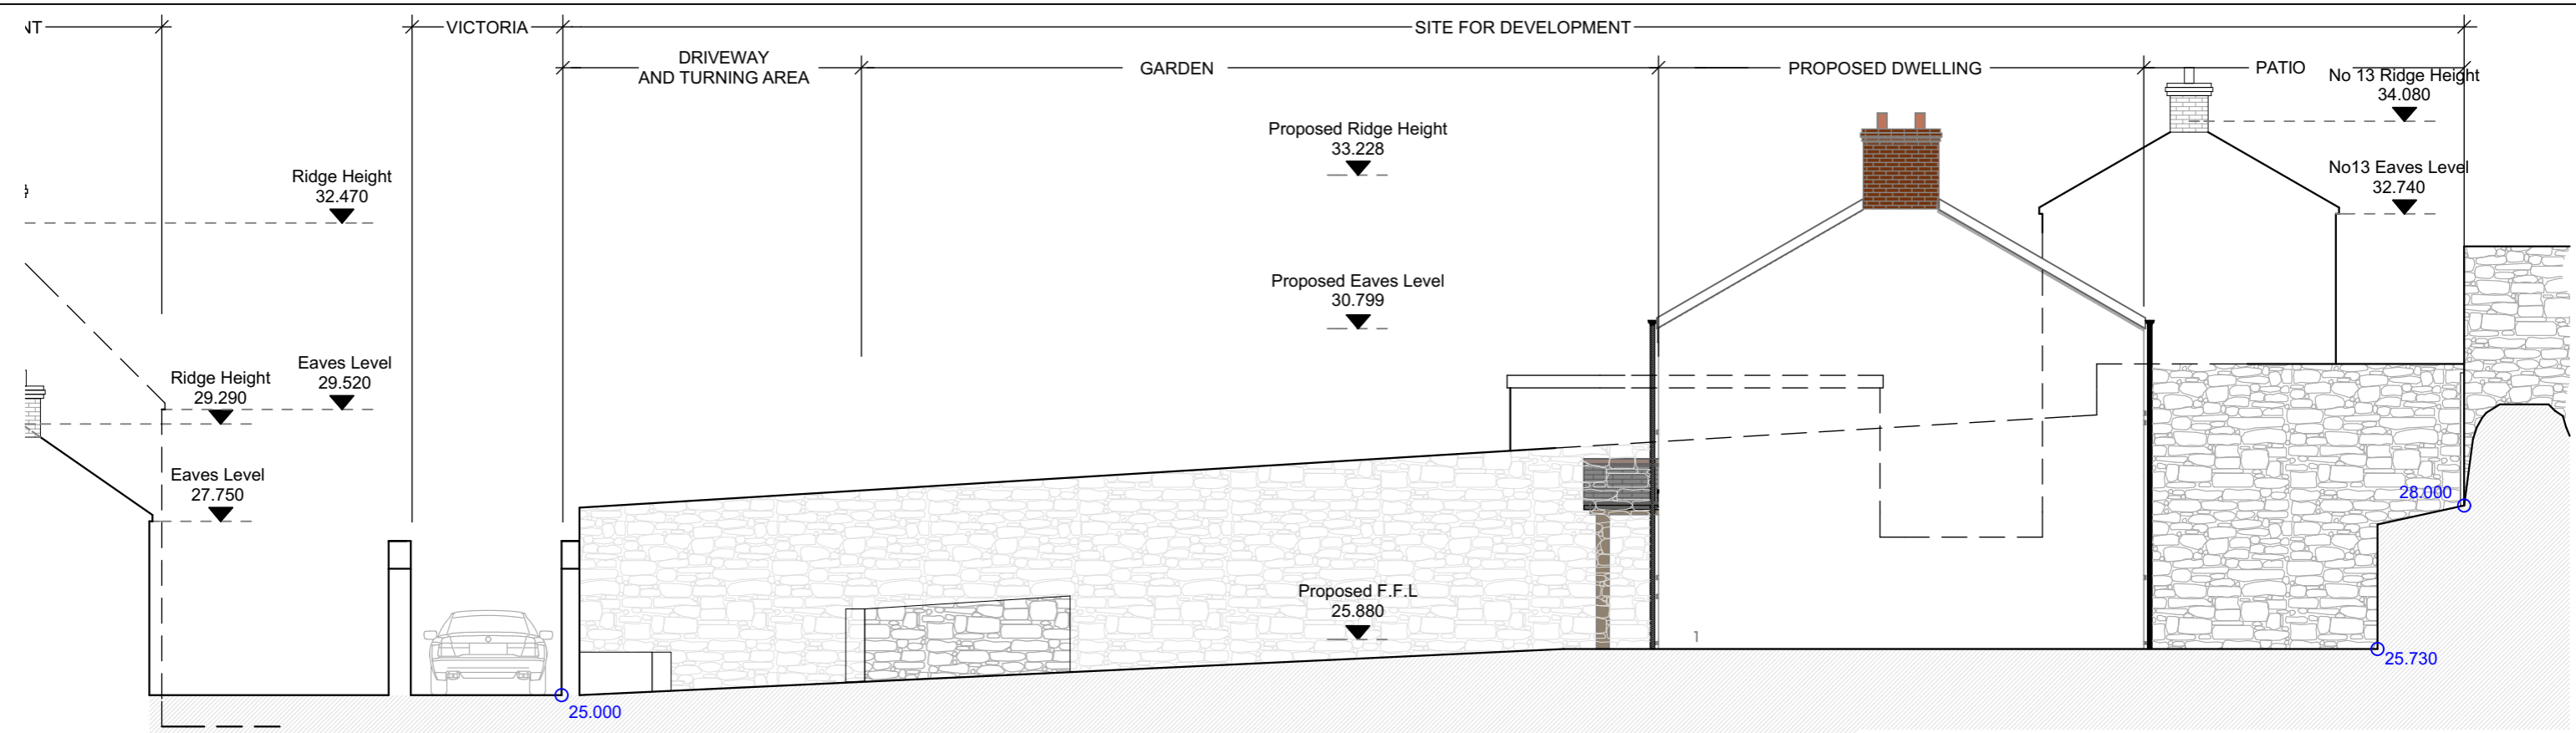 VICTORIA
SITE FOR DEVELOPMENT
DRIVEWAY
AND TURNING AREA
GARDEN
PROPOSED DWELLING
PATIO
No 13 Ridge Height
34.080
Proposed Ridge Height
33.228
No13 Eaves Level
32.740
Ridge Height
32.470
Proposed Eaves Level
30.799
Eaves Level
29.520
Ridge Height
29.290
Eaves Level
27.750
28.000
Proposed F.F.L
25.880
1
25.730
25.000